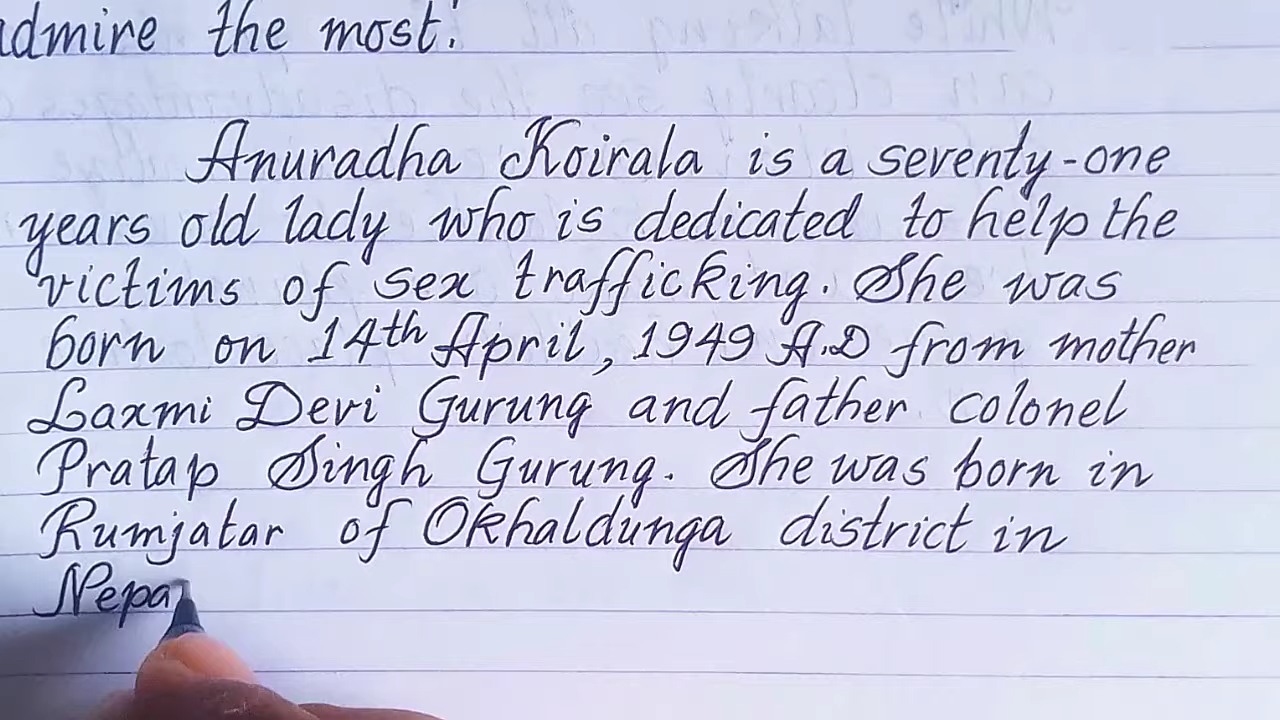 admire the most?
Anuradha Koirala is a seventy-one
years old lady who is dedicated to help the
victims of sex trafficking. She was
born on 14th April, 1949 A.D from mother
Laxmi Devi Gurung and father colonel
Pratap Singh Gurung. She was born in
Rumjatar of Okhaldunga district in
Nepa